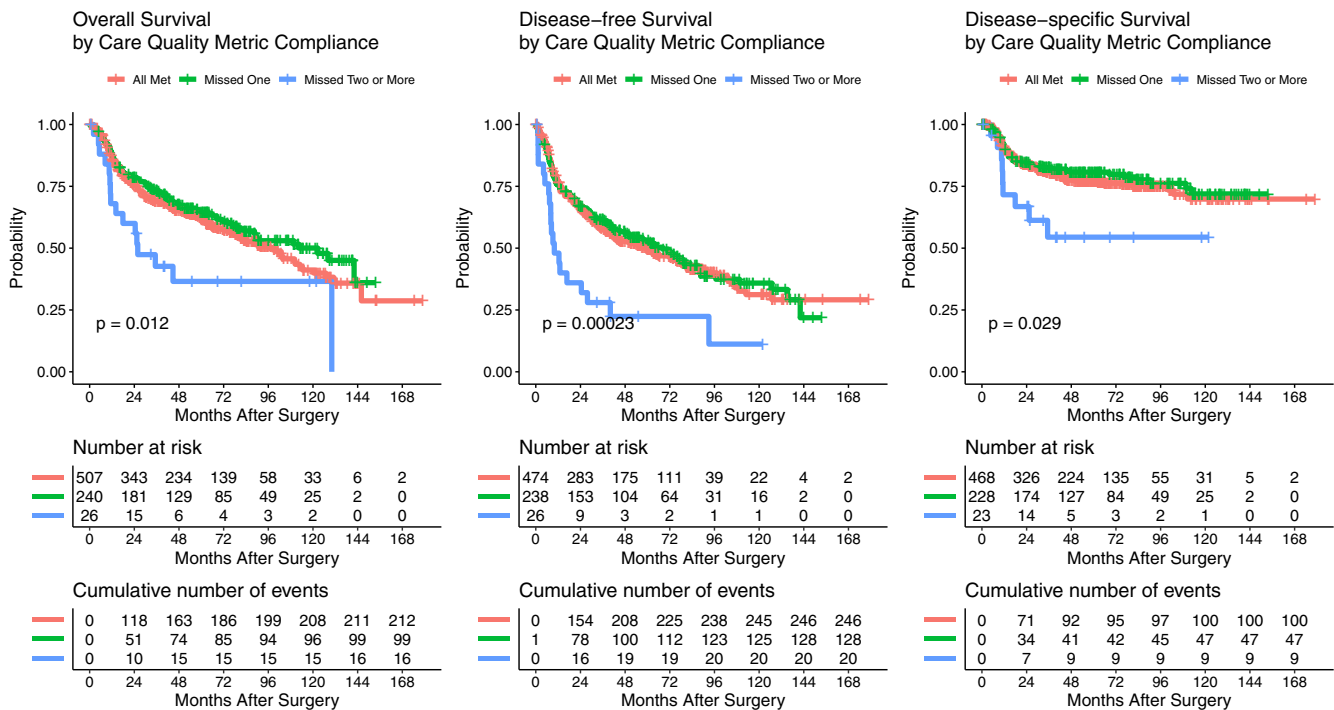 Overall Survival
by Care Quality Metric Compliance
All Met Missed One Missed Two or More
1.00
0.75
0.50
0.25
0.00
Probability
p = 0.012
0 24 48 72 96 120 144 168
Months After Surgery
Number at risk
507 343 234 139 58 33 6 2
240 181 129 85 49 25 2 0
26 15 6 4 3 2 0 0
0 24 48 72 96 120 144 168
Months After Surgery
Cumulative number of events
0 118 163 186 199 208 211 212
0 51 74 85 94 96 99 99
0 10 15 15 15 15 16 16
0 24 48 72 96 120 144 168
Months After Surgery
Disease−free Survival
by Care Quality Metric Compliance
All Met Missed One Missed Two or More
1.00
0.75
0.50
0.25
0.00
Probability
p = 0.00023
0 24 48 72 96 120 144 168
Months After Surgery
Number at risk
474 283 175 111 39 22 4 2
238 153 104 64 31 16 2 0
26 9 3 2 1 1 0 0
0 24 48 72 96 120 144 168
Months After Surgery
Cumulative number of events
0 154 208 225 238 245 246 246
1 78 100 112 123 125 128 128
0 16 19 19 20 20 20 20
0 24 48 72 96 120 144 168
Months After Surgery
Disease−specific Survival
by Care Quality Metric Compliance
All Met Missed One Missed Two or More
1.00
0.75
0.50
0.25
0.00
Probability
p = 0.029
0 24 48 72 96 120 144 168
Months After Surgery
Number at risk
468 326 224 135 55 31 5 2
228 174 127 84 49 25 2 0
23 14 5 3 2 1 0 0
0 24 48 72 96 120 144 168
Months After Surgery
Cumulative number of events
0 71 92 95 97 100 100 100
0 34 41 42 45 47 47 47
0 7 9 9 9 9 9 9
0 24 48 72 96 120 144 168
Months After Surgery